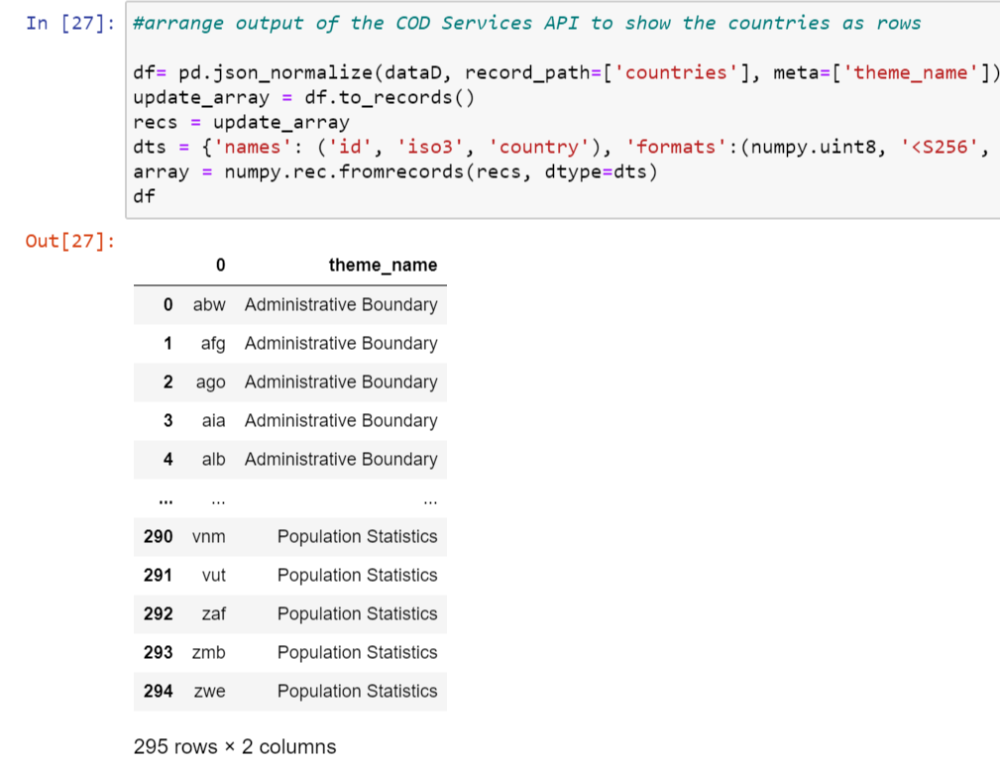 In [27]: #arrange output of the COD Services API to show the countries as rows
df= pd.json_normalize(dataD, record_path=['countries'], meta=['theme_name'])
update_array = df.to_records()
recs = update_array
dts = {'names': ('id', 'iso3', 'country'), 'formats':(numpy.uint8, '<S256',
array = numpy.rec.fromrecords(recs, dtype=dts)
df
Out[27]:
0 theme_name
0 abw Administrative Boundary
1 afg Administrative Boundary
2 ago Administrative Boundary
3 aia Administrative Boundary
4 alb Administrative Boundary
... ... ...
290 vnm Population Statistics
291 vut Population Statistics
292 zaf Population Statistics
293 zmb Population Statistics
294 zwe Population Statistics
295 rows × 2 columns